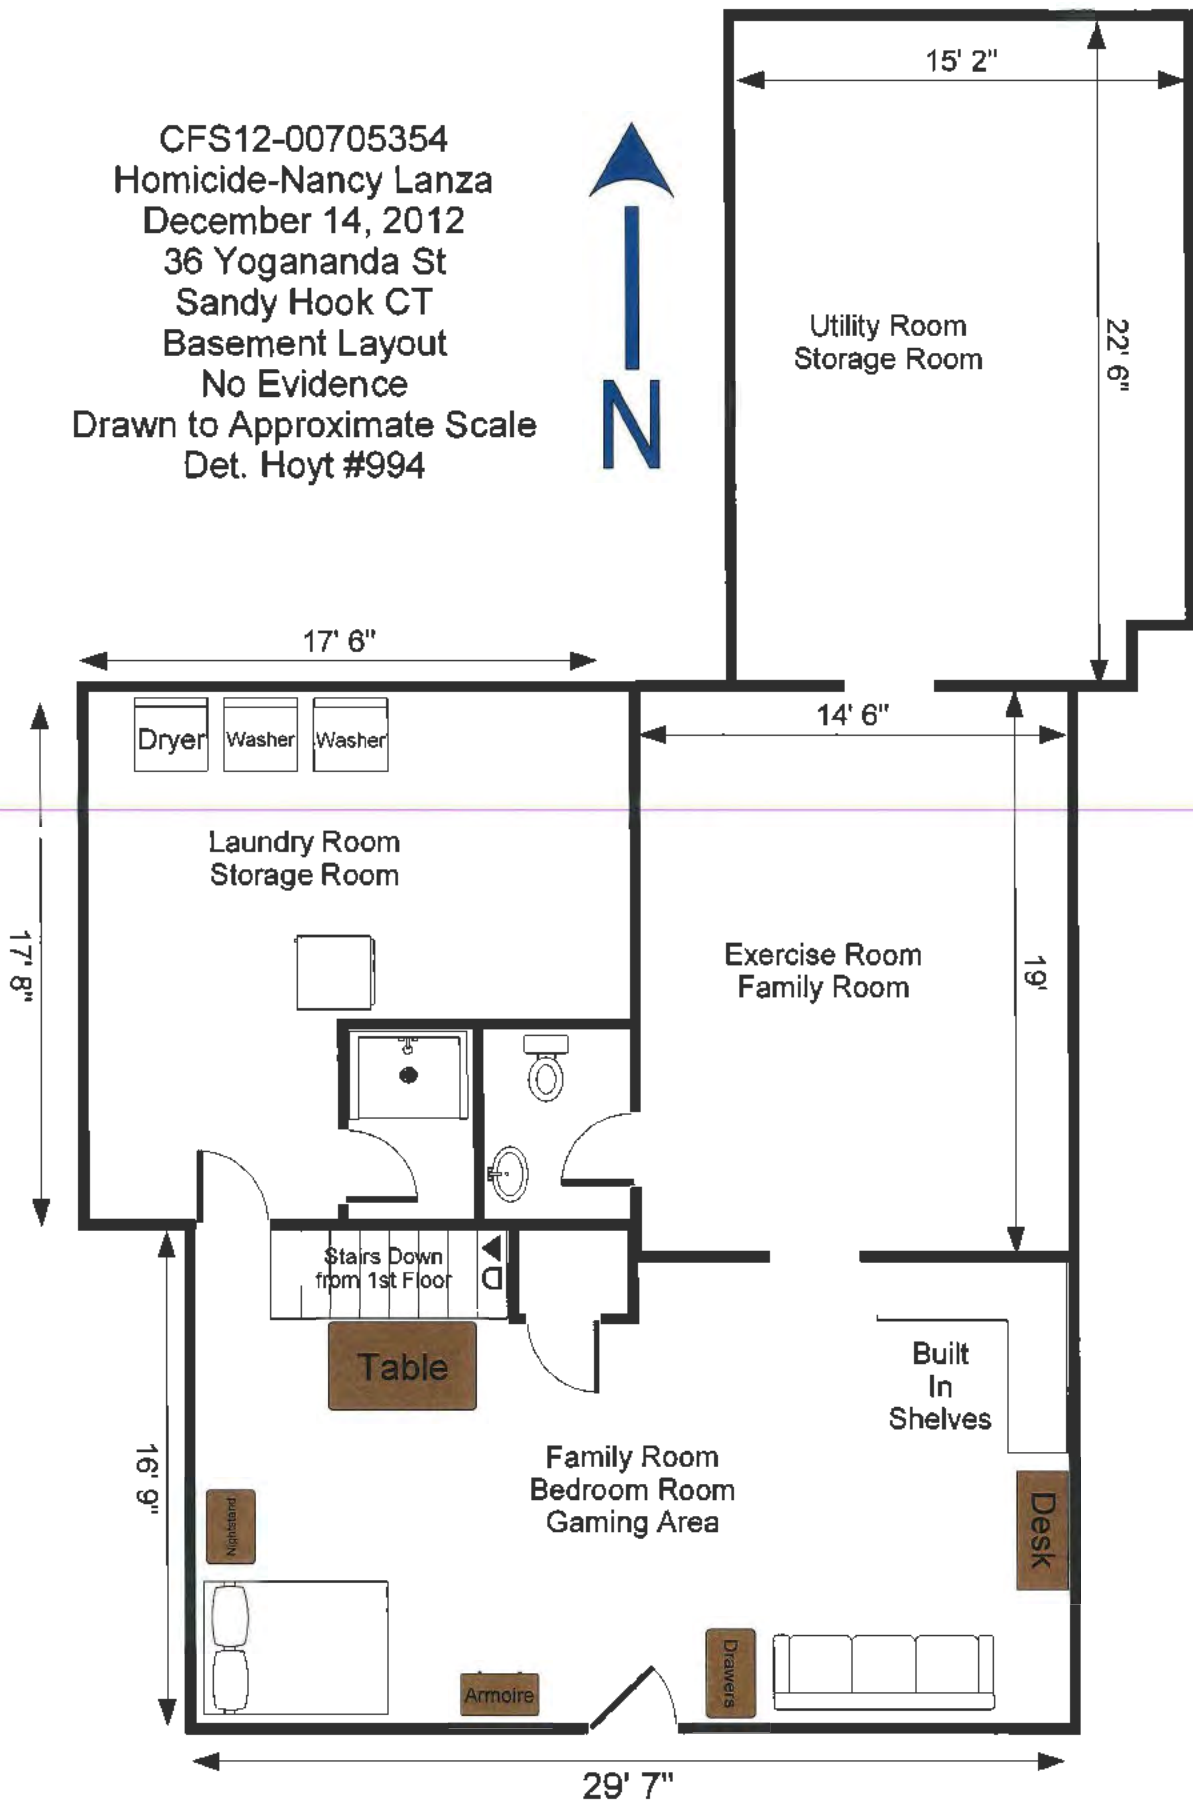 15' 2"
CFS12-00705354
Homicide-Nancy Lanza
December 14, 2012
36 Yogananda St
Sandy Hook CT
Basement Layout
No Evidence
Drawn to Approximate Scale
Det. Hoyt #994
N
Utility Room
Storage Room
22' 6"
17' 6"
14' 6"
Dryer
Washer
Washer
Laundry Room
Storage Room
17' 8"
Exercise Room
Family Room
19'
Stairs Down
from 1st Floor
D
Table
Built
In
Shelves
16' 9"
Family Room
Bedroom Room
Gaming Area
Nightstand
Desk
Drawers
Armoire
29' 7"